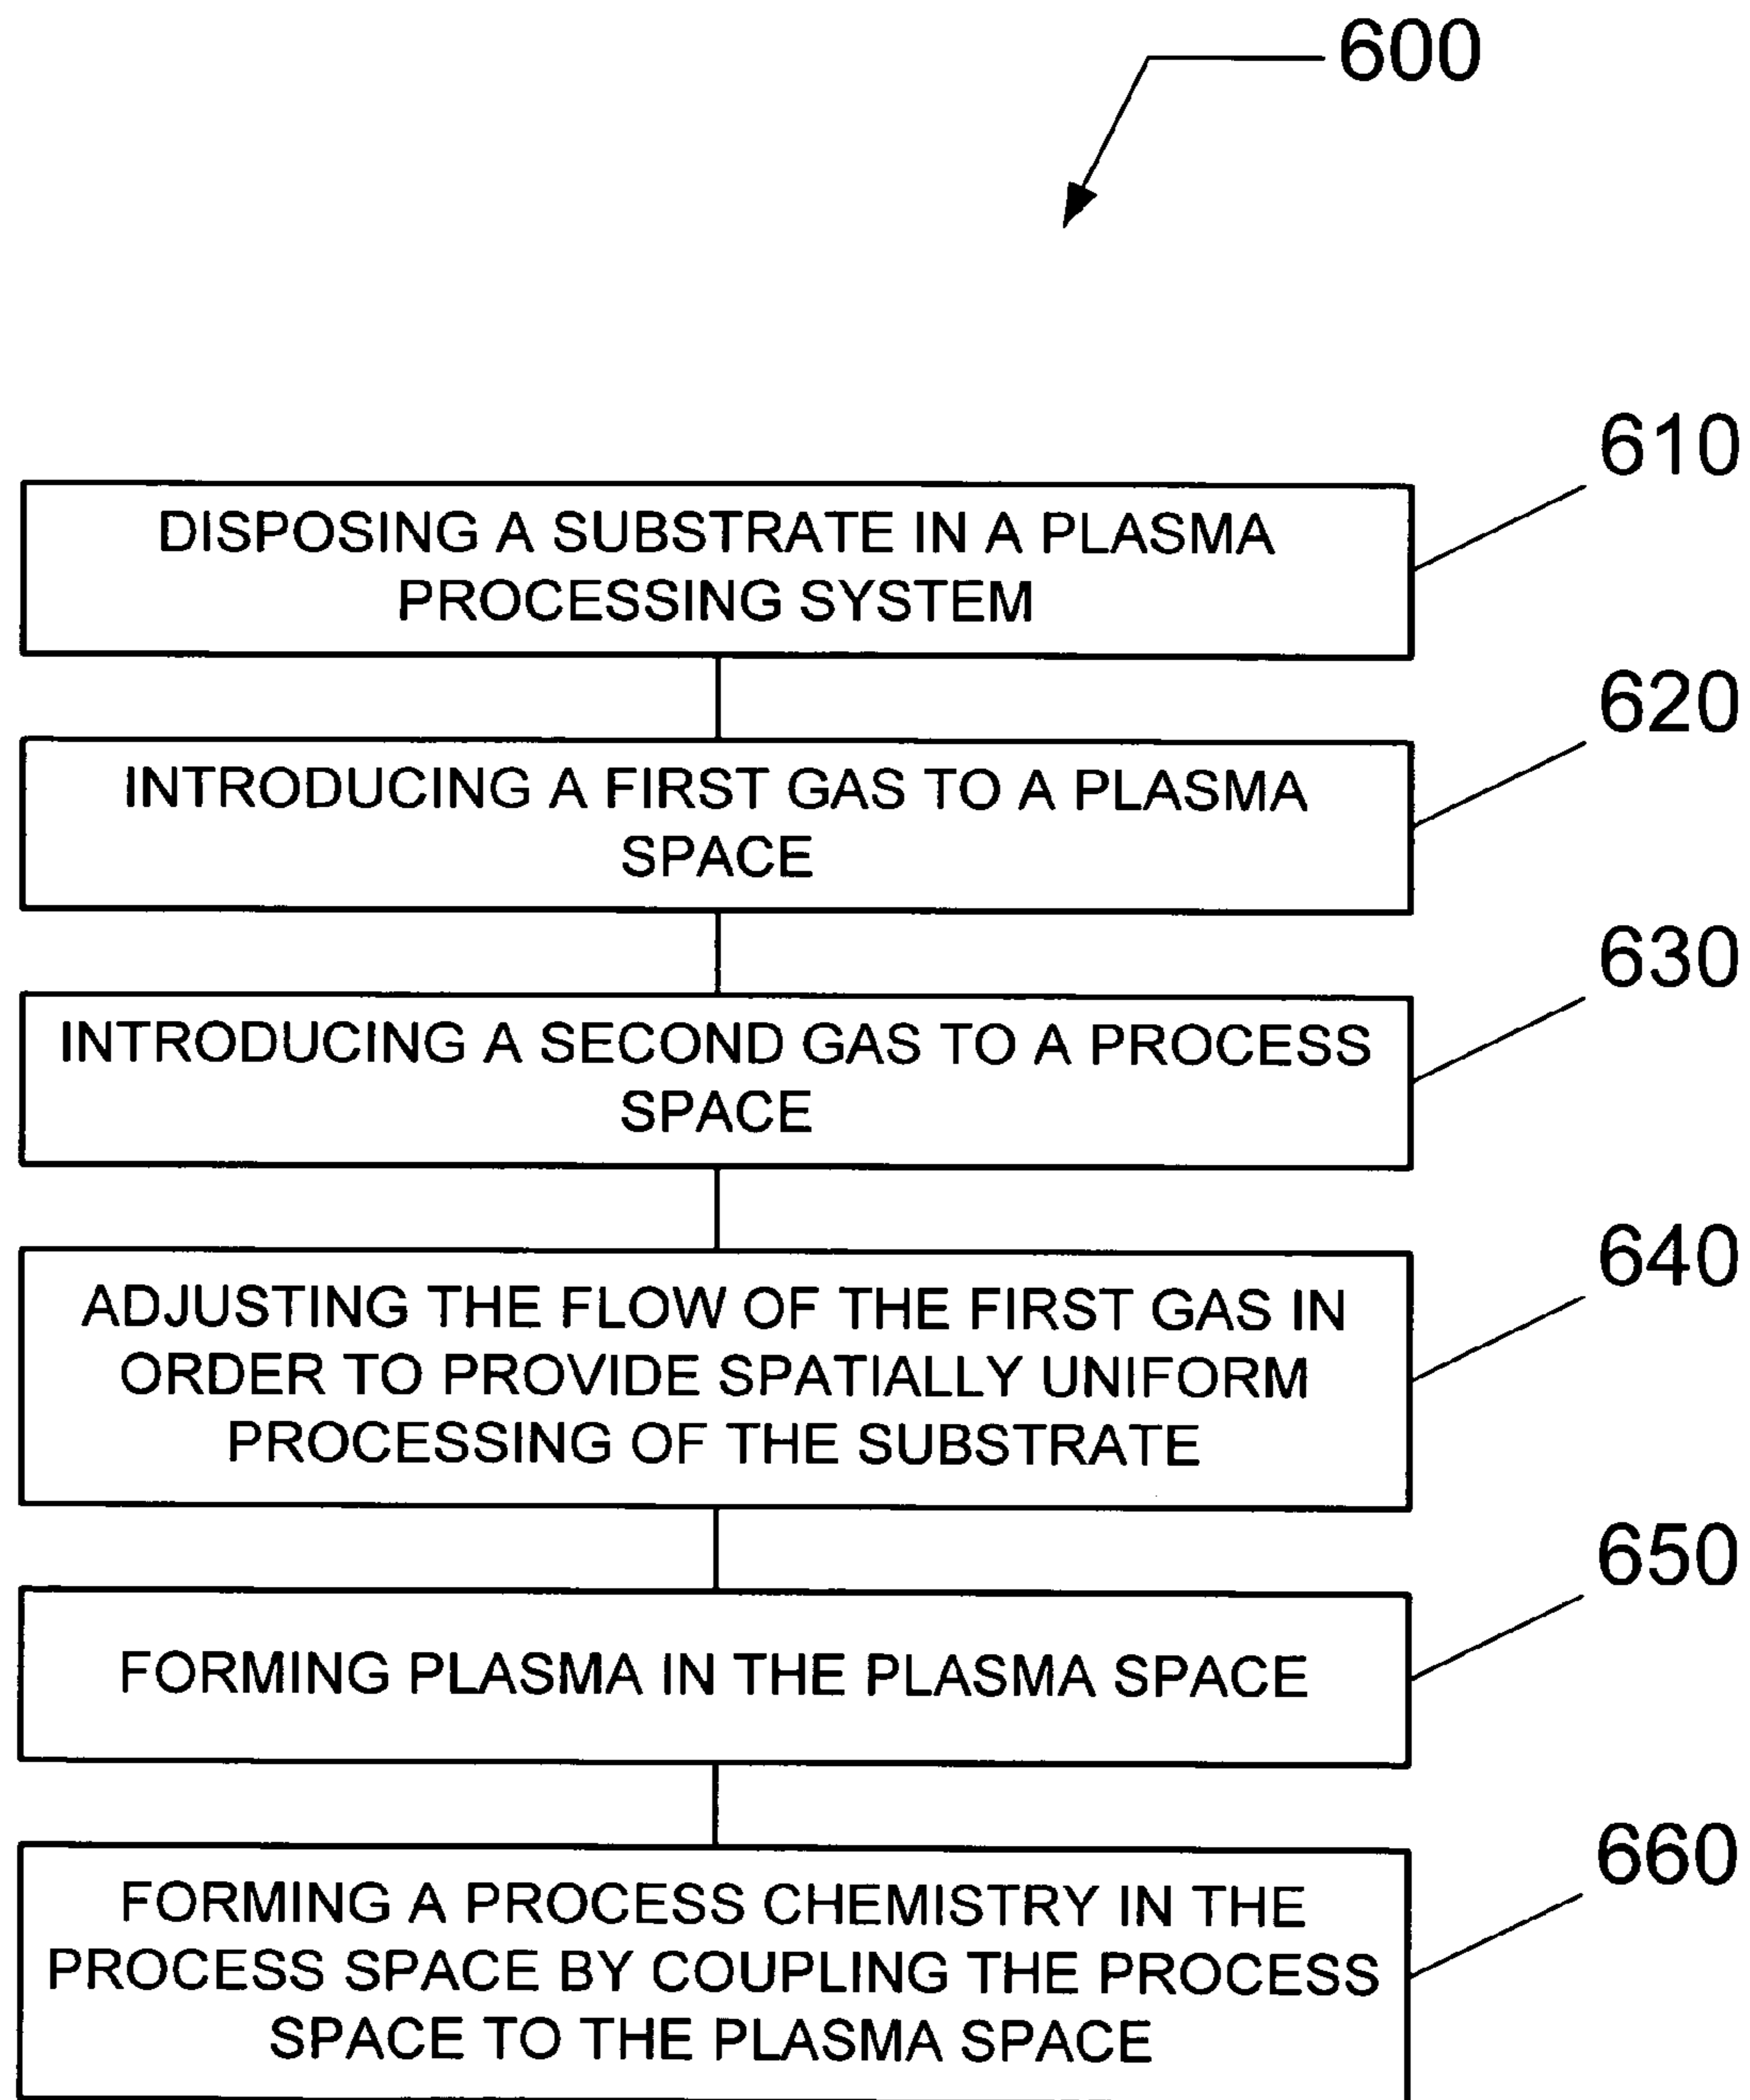 600
610
DISPOSING A SUBSTRATE IN A PLASMA
PROCESSING SYSTEM
620
INTRODUCING A FIRST GAS TO A PLASMA
SPACE
630
INTRODUCING A SECOND GAS TO A PROCESS
SPACE
640
ADJUSTING THE FLOW OF THE FIRST GAS IN
ORDER TO PROVIDE SPATIALLY UNIFORM
PROCESSING OF THE SUBSTRATE
650
FORMING PLASMA IN THE PLASMA SPACE
660
FORMING A PROCESS CHEMISTRY IN THE
PROCESS SPACE BY COUPLING THE PROCESS
SPACE TO THE PLASMA SPACE